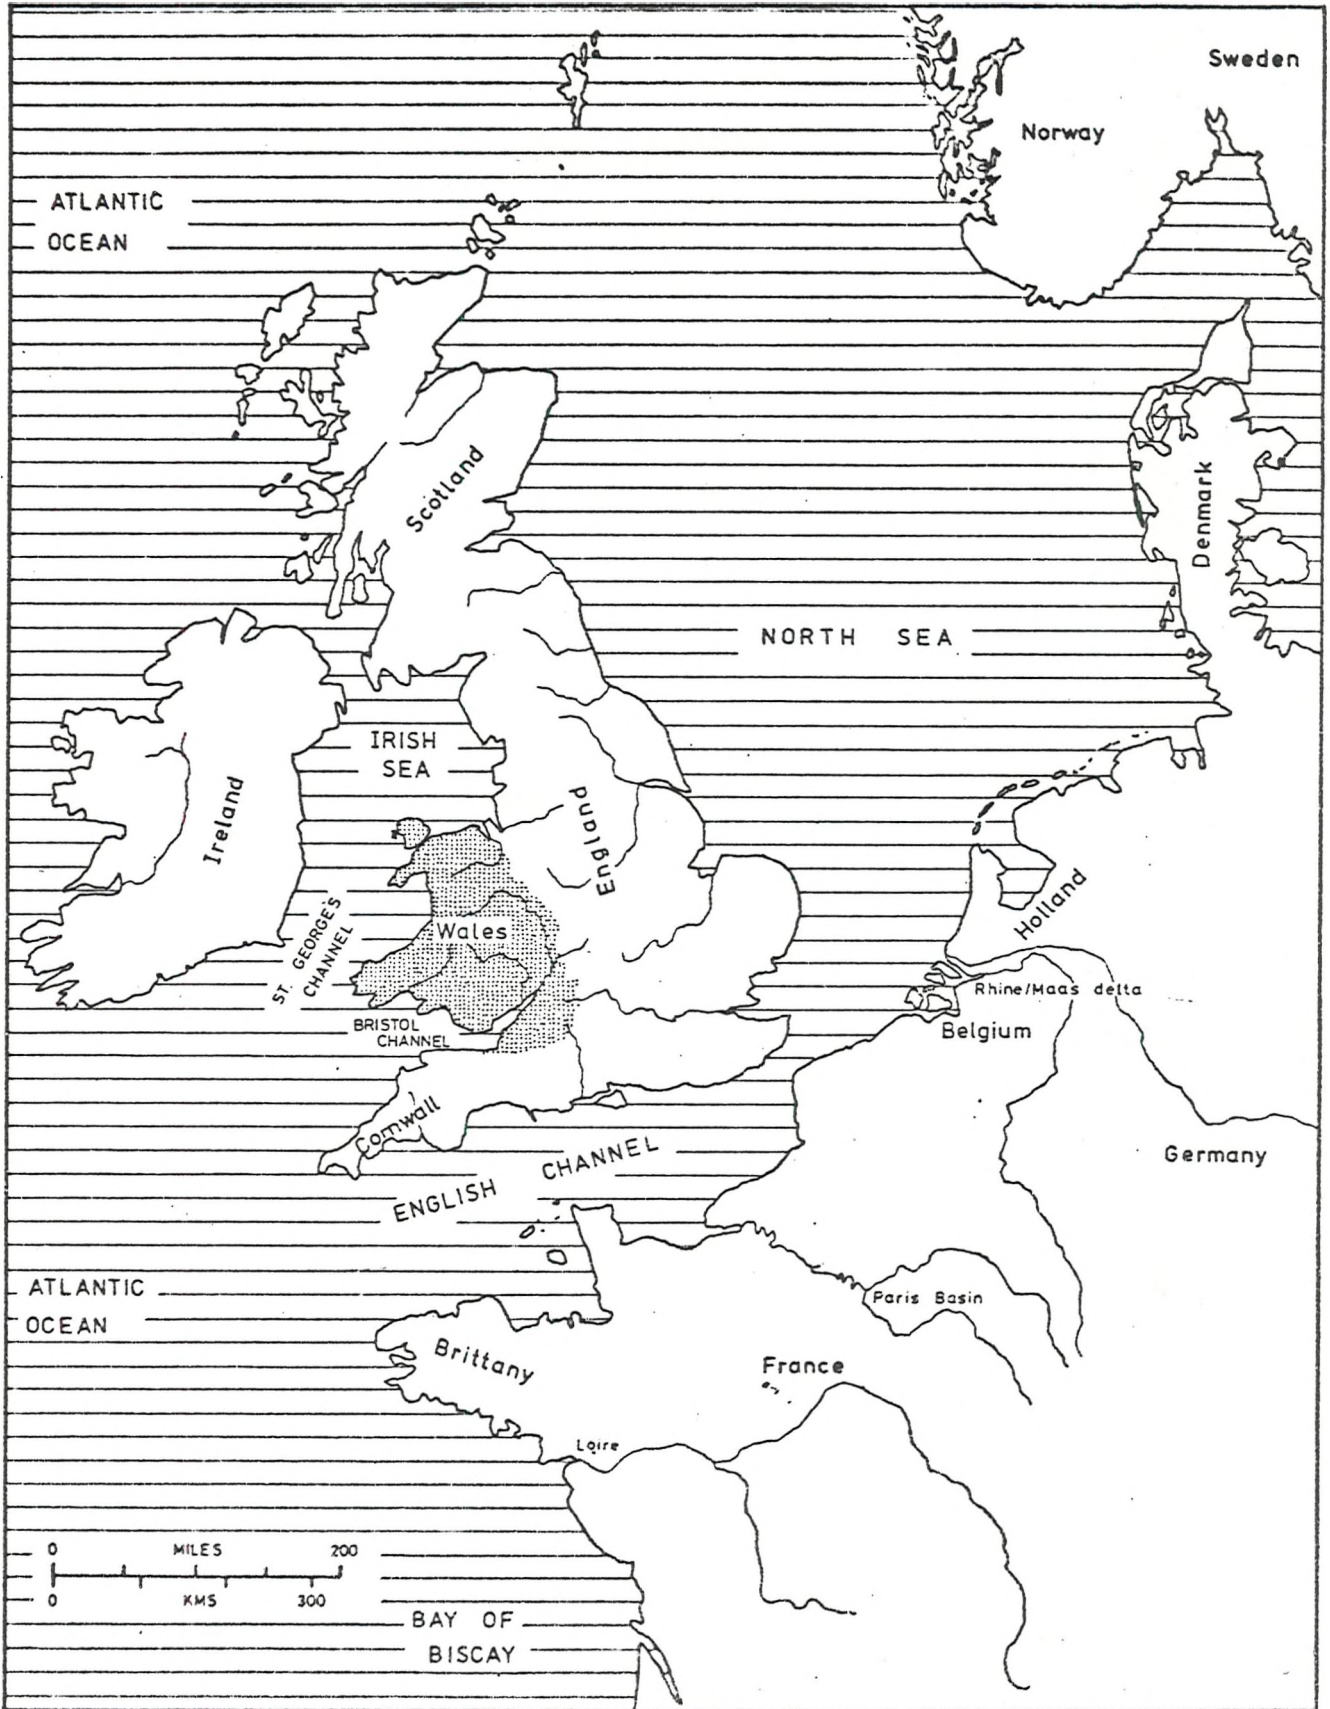 Sweden
Norway
ATLANTIC
OCEAN
Scotland
Denmark
NORTH SEA
IRISH
SEA
Ireland
England
Wales
Holland
ST. GEORGE'S
CHANNEL
Rhine/Maas delta
BRISTOL
CHANNEL
Belgium
Cornwall
ENGLISH CHANNEL
Germany
ATLANTIC
OCEAN
Paris Basin
Brittany
France
Loire
0 MILES 200
0 KMS 300
BAY OF
BISCAY